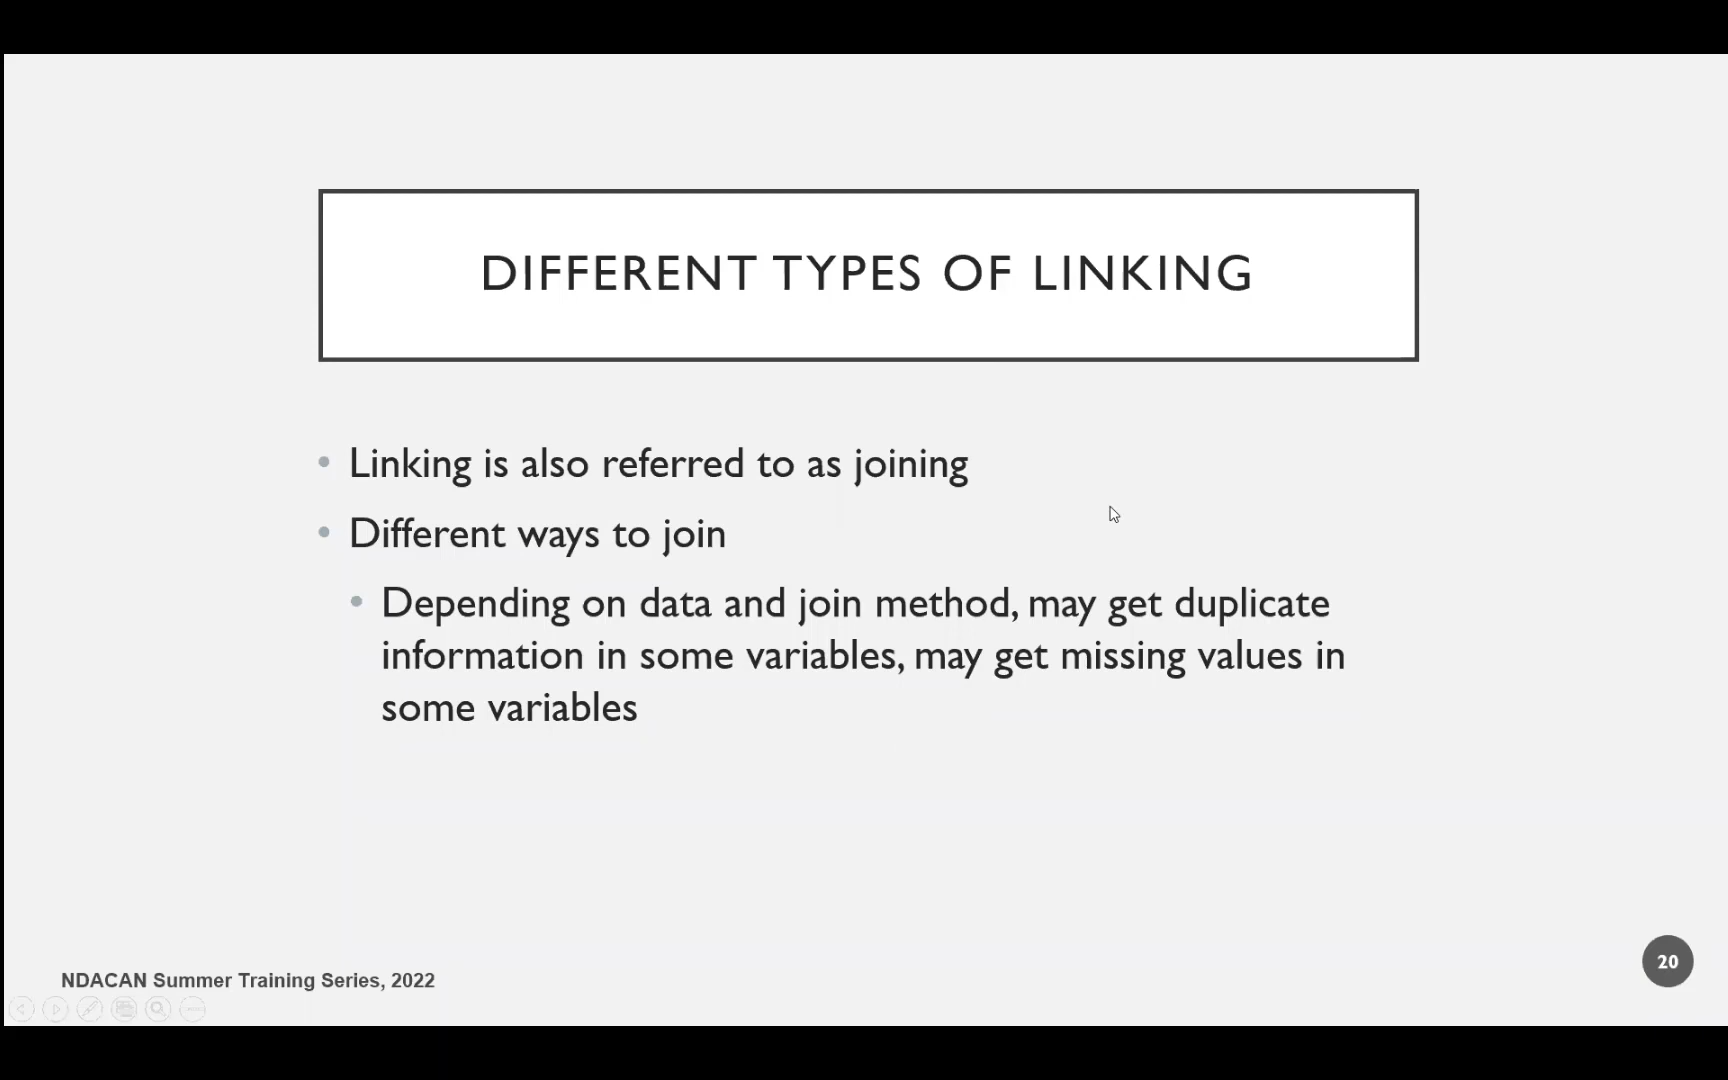 DIFFERENT TYPES OF LINKING
• Linking is also referred to as joining
• Different ways to join
• Depending on data and join method, may get duplicate
information in some variables, may get missing values in
some variables
NDACAN Summer Training Series, 2022
20